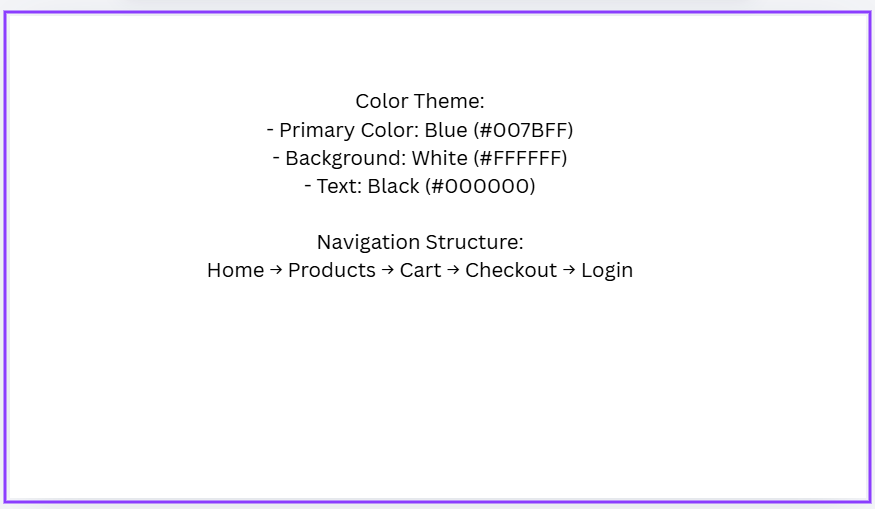 Color Theme:
- Primary Color: Blue (#007BFF)
- Background: White (#FFFFFF)
- Text: Black (#000000)
Navigation Structure:
Home → Products → Cart → Checkout → Login